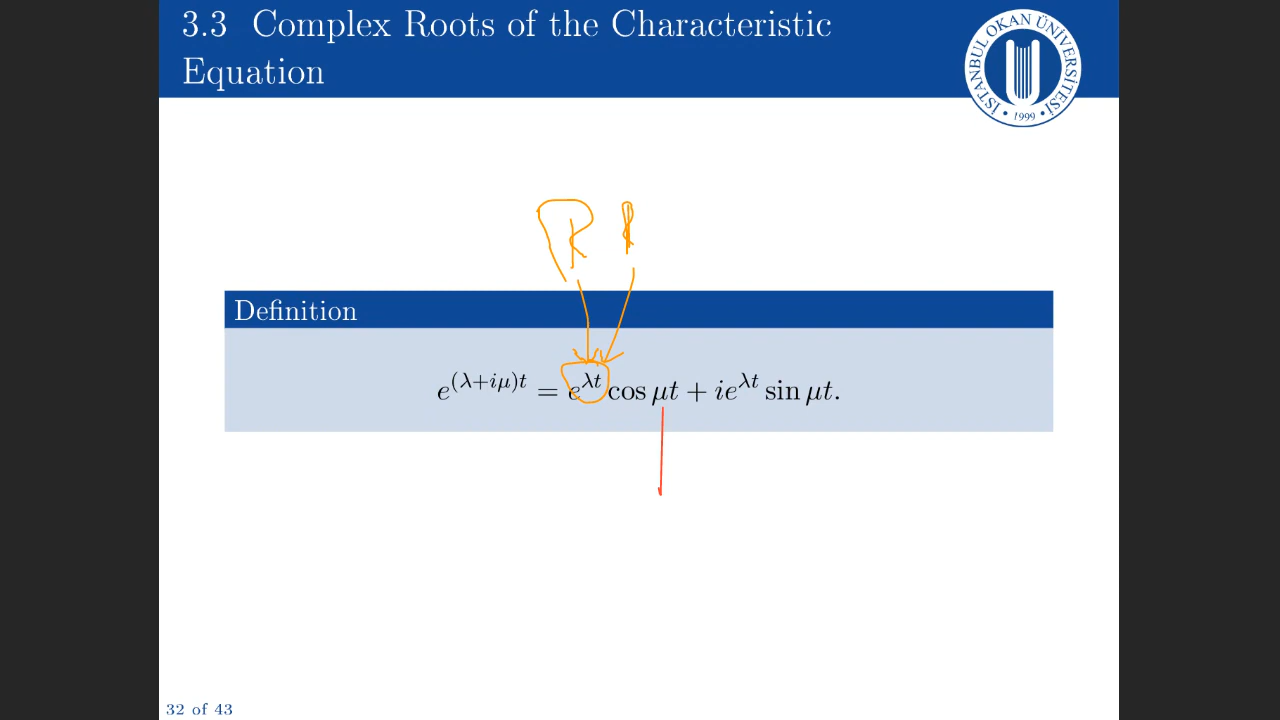 3.3 Complex Roots of the Characteristic
Equation
İSTANBUL OKAN ÜNİVERSİTESİ
• 1999 •
Definition
e^{(λ+iμ)t} = e^{λt} cos μt + ie^{λt} sin μt.
32 of 43